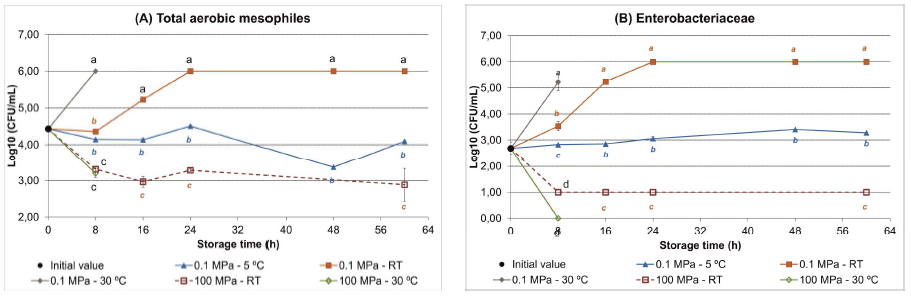 (A) Total aerobic mesophiles
7,00
6,00
5,00
4,00
3,00
2,00
Log10 (CFU/mL)
a
a
a
a
a
b
b
b
b
b
b
c
c
c
c
c
0
8
16
24
32
40
48
56
64
Storage time (h)
Initial value
0.1 MPa - 5 ºC
0.1 MPa - RT
0.1 MPa - 30 ºC
100 MPa - RT
100 MPa - 30 ºC
(B) Enterobacteriaceae
7,00
6,00
5,00
4,00
3,00
2,00
1,00
0,00
Log10 (CFU/mL)
a
a
a
a
a
b
c
b
b
b
b
d
c
c
c
d
0
8
16
24
32
40
48
56
64
Storage time (h)
Initial value
0.1 MPa - 5 ºC
0.1 MPa - RT
0.1 MPa - 30 ºC
100 MPa - RT
100 MPa - 30 ºC